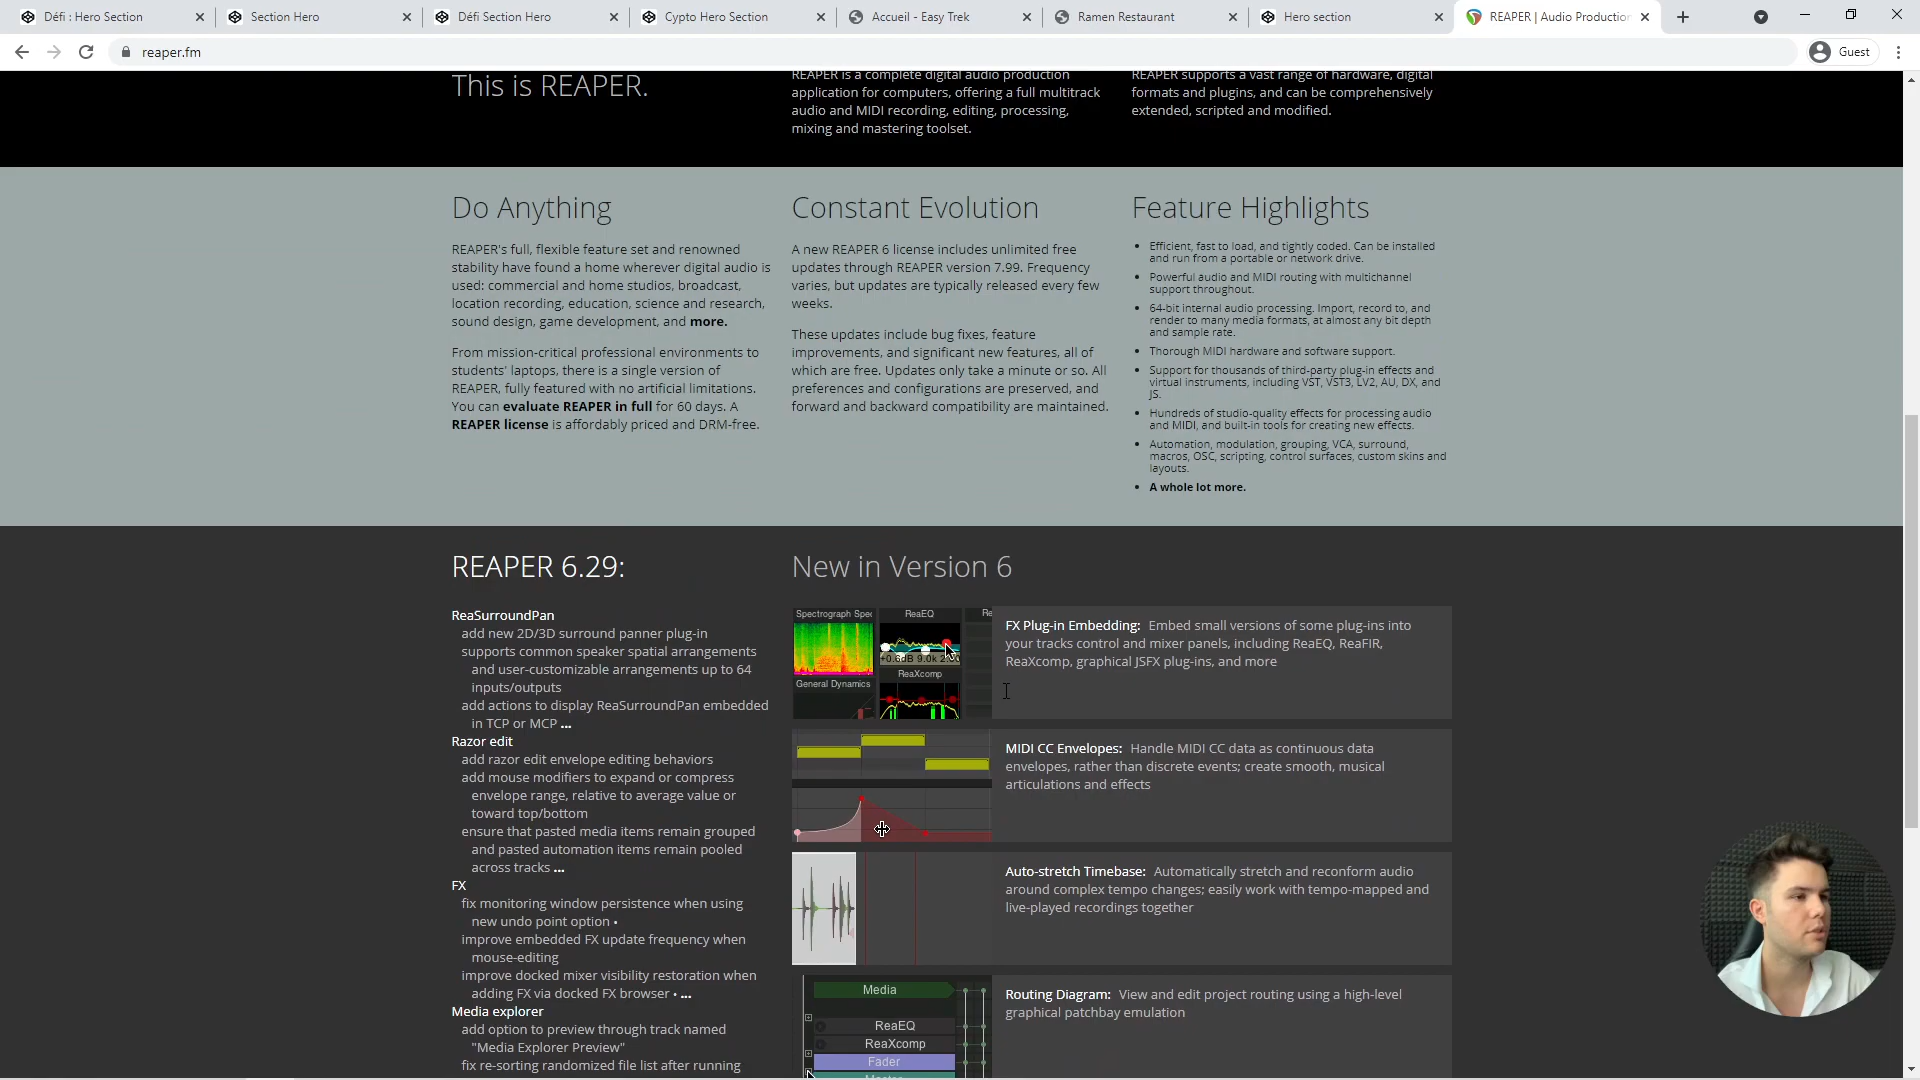 Défi : Hero Section
Section Hero
Défi Section Hero
Cypto Hero Section
Accueil - Easy Trek
Ramen Restaurant
Hero section
REAPER | Audio Production
reaper.fm
Guest
This is REAPER.
REAPER is a complete digital audio production
application for computers, offering a full multitrack
audio and MIDI recording, editing, processing,
mixing and mastering toolset.
REAPER supports a vast range of hardware, digital
formats and plugins, and can be comprehensively
extended, scripted and modified.
Do Anything
REAPER's full, flexible feature set and renowned
stability have found a home wherever digital audio is
used: commercial and home studios, broadcast,
location recording, education, science and research,
sound design, game development, and more.
From mission-critical professional environments to
students' laptops, there is a single version of
REAPER, fully featured with no artificial limitations.
You can evaluate REAPER in full for 60 days. A
REAPER license is affordably priced and DRM-free.
Constant Evolution
A new REAPER 6 license includes unlimited free
updates through REAPER version 7.99. Frequency
varies, but updates are typically released every few
weeks.
These updates include bug fixes, feature
improvements, and significant new features, all of
which are free. Updates only take a minute or so. All
preferences and configurations are preserved, and
forward and backward compatibility are maintained.
Feature Highlights
• Efficient, fast to load, and tightly coded. Can be installed
and run from a portable or network drive.
• Powerful audio and MIDI routing with multichannel
support throughout.
• 64-bit internal audio processing. Import, record to, and
render to many media formats, at almost any bit depth
and sample rate.
• Thorough MIDI hardware and software support.
• Support for thousands of third-party plug-in effects and
virtual instruments, including VST, VST3, LV2, AU, DX, and
JS.
• Hundreds of studio-quality effects for processing audio
and MIDI, and built-in tools for creating new effects.
• Automation, modulation, grouping, VCA, surround,
macros, OSC, scripting, control surfaces, custom skins and
layouts.
• A whole lot more.
REAPER 6.29:
ReaSurroundPan
add new 2D/3D surround panner plug-in
supports common speaker spatial arrangements
and user-customizable arrangements up to 64
inputs/outputs
add actions to display ReaSurroundPan embedded
in TCP or MCP ...
Razor edit
add razor edit envelope editing behaviors
add mouse modifiers to expand or compress
envelope range, relative to average value or
toward top/bottom
ensure that pasted media items remain grouped
and pasted automation items remain pooled
across tracks ...
FX
fix monitoring window persistence when using
new undo point option •
improve embedded FX update frequency when
mouse-editing
improve docked mixer visibility restoration when
adding FX via docked FX browser • ...
Media explorer
add option to preview through track named
"Media Explorer Preview"
fix re-sorting randomized file list after running
New in Version 6
Spectrograph Spec
ReaEQ
Re
+0.6dB 9.0k
ReaXcomp
General Dynamics
FX Plug-in Embedding: Embed small versions of some plug-ins into
your tracks control and mixer panels, including ReaEQ, ReaFIR,
ReaXcomp, graphical JSFX plug-ins, and more
MIDI CC Envelopes: Handle MIDI CC data as continuous data
envelopes, rather than discrete events; create smooth, musical
articulations and effects
Auto-stretch Timebase: Automatically stretch and reconform audio
around complex tempo changes; easily work with tempo-mapped and
live-played recordings together
Media
ReaEQ
ReaXcomp
Fader
Routing Diagram: View and edit project routing using a high-level
graphical patchbay emulation